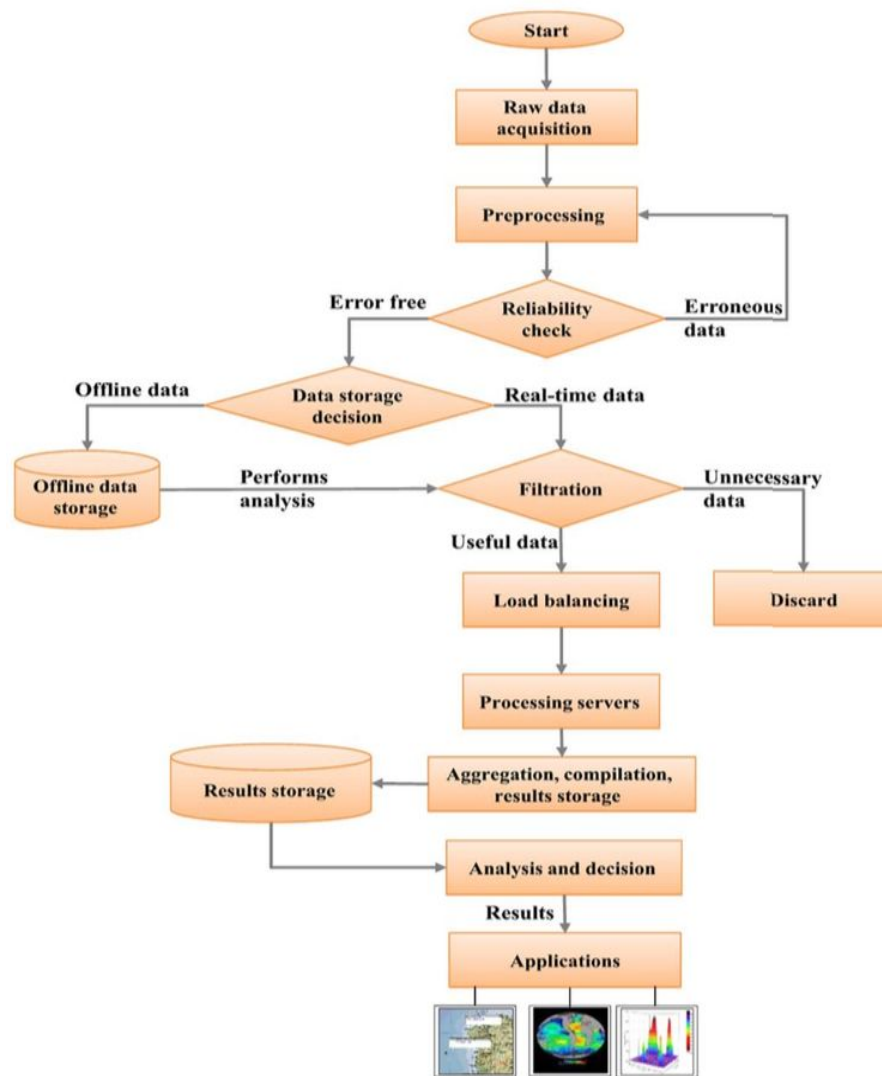 Start
Raw data
acquisition
Preprocessing
Error free
Reliability
check
Erroneous
data
Offline data
Data storage
decision
Real-time data
Offline data
storage
Performs
analysis
Filtration
Unnecessary
data
Useful data
Load balancing
Discard
Processing servers
Results storage
Aggregation, compilation,
results storage
Analysis and decision
Results
Applications